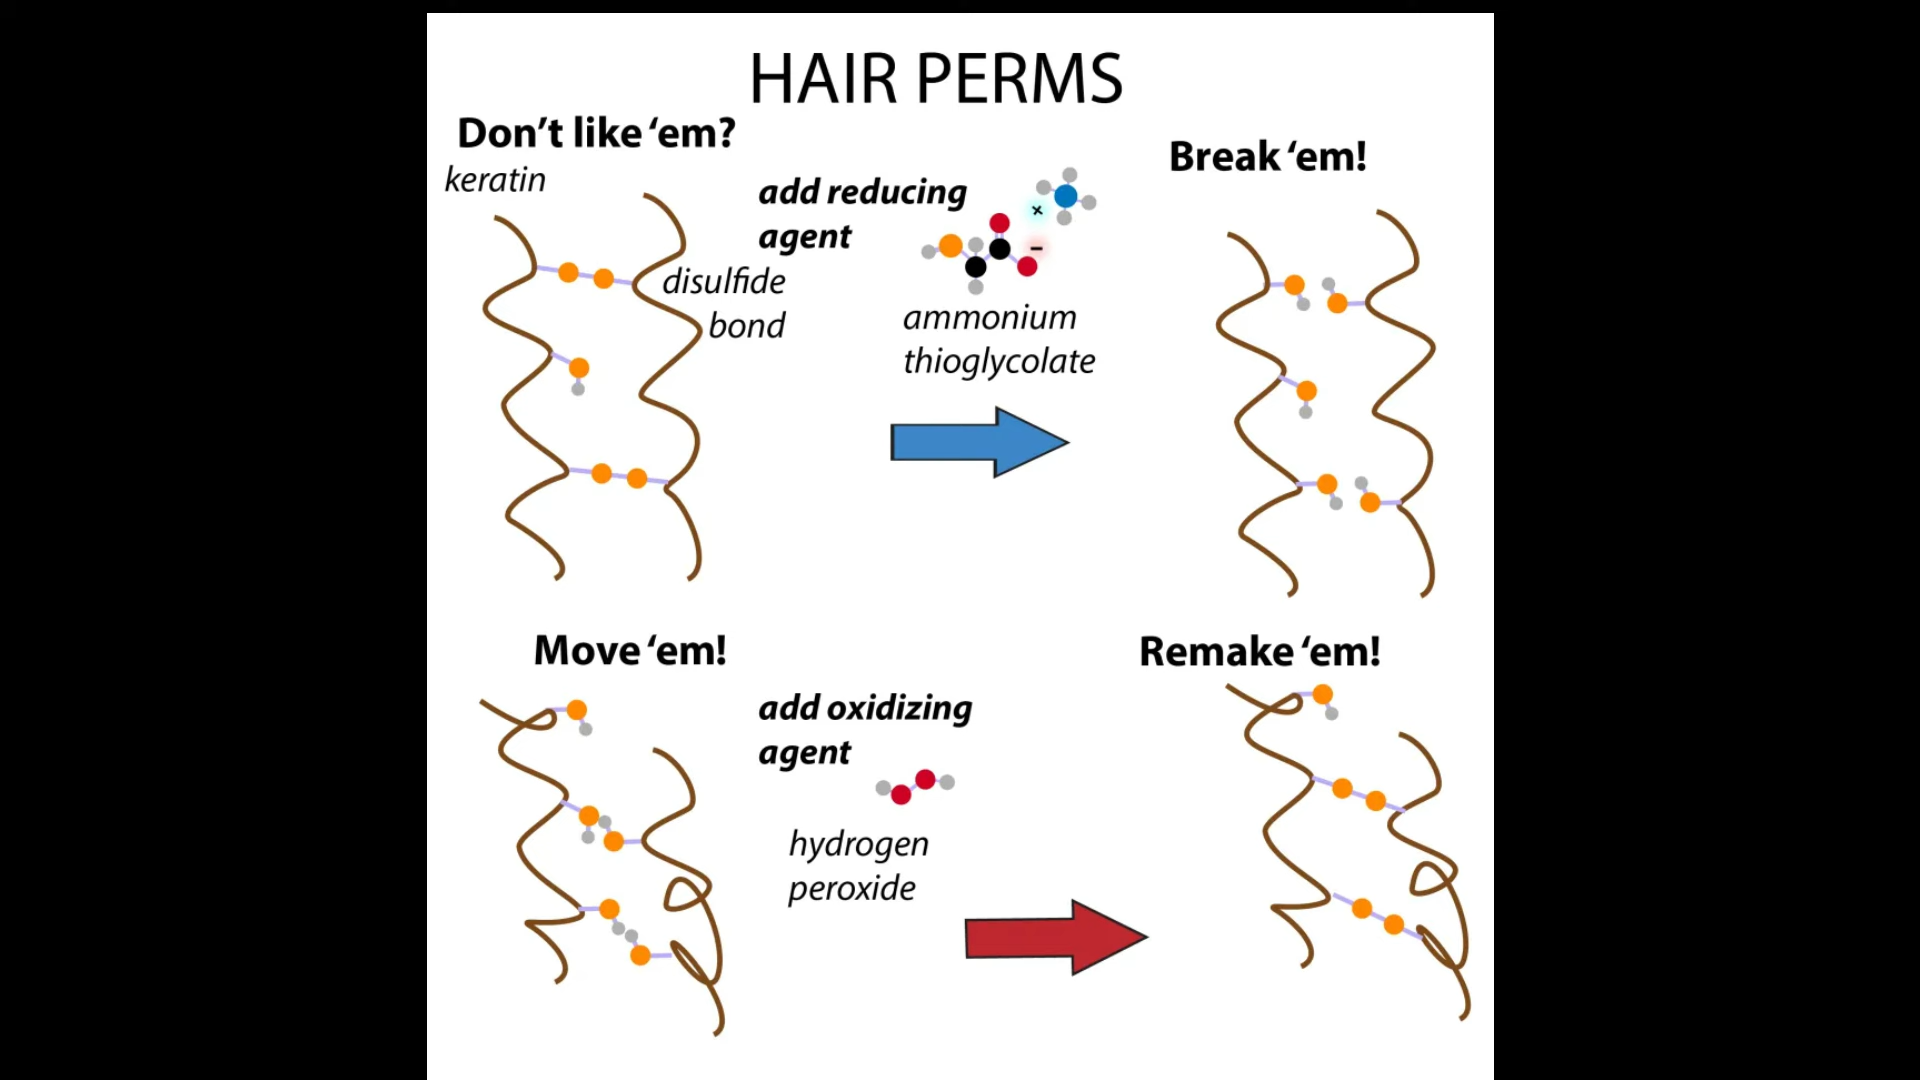 HAIR PERMS
Don't like ‘em?
keratin
add reducing
agent
disulfide
bond
+
−
ammonium
thioglycolate
Break ‘em!
Move ‘em!
add oxidizing
agent
hydrogen
peroxide
Remake ‘em!